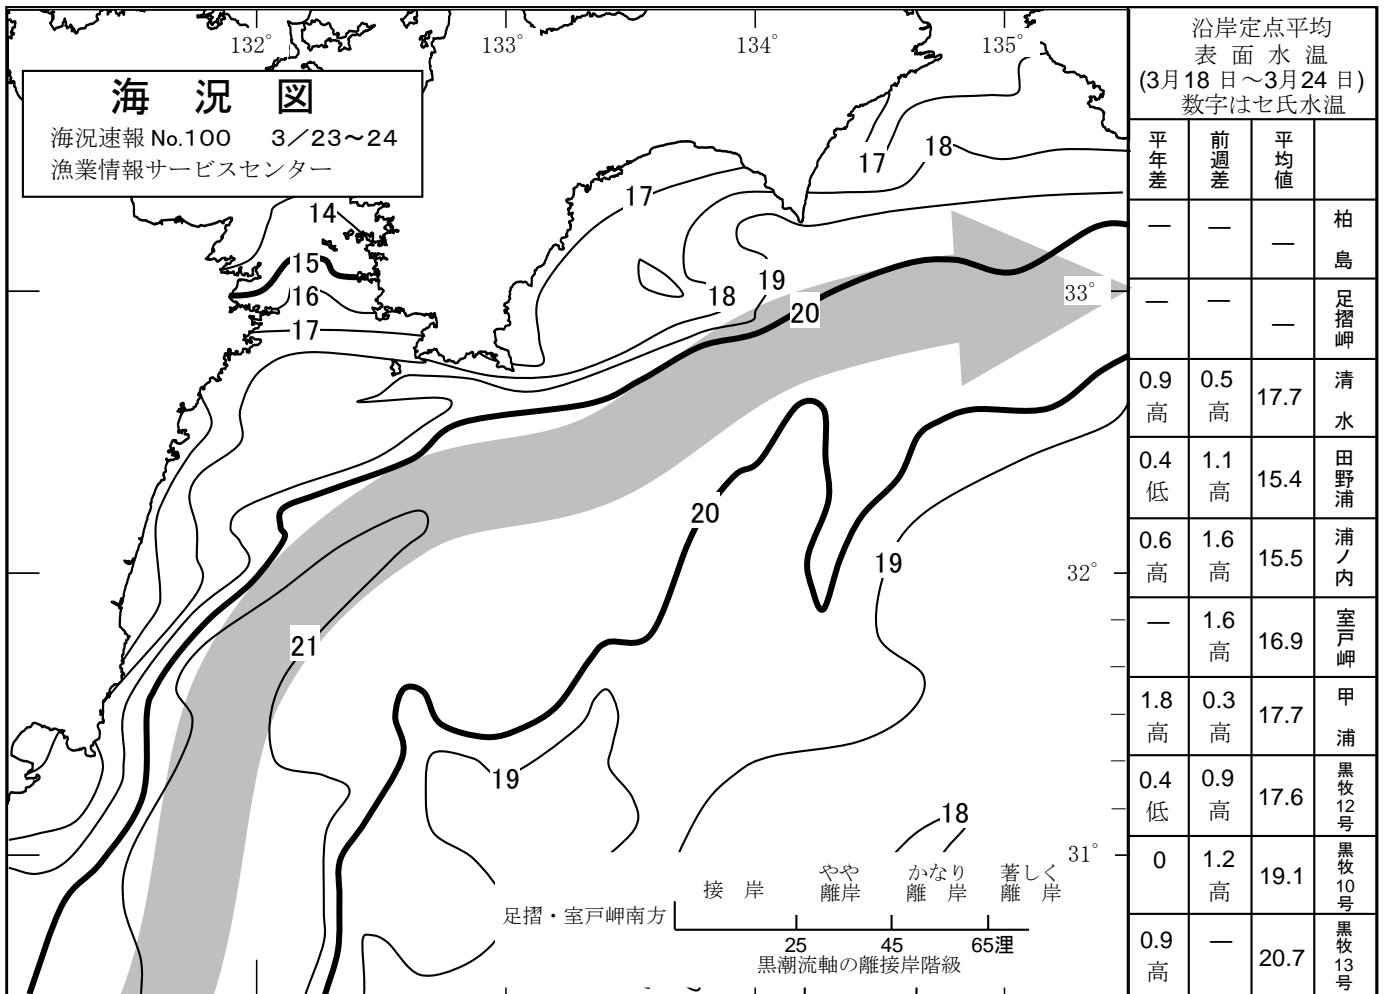 132°
133°
134°
135°
海況図
海況速報 No.100 3／23～24
漁業情報サービスセンター
14
15
16
17
17
18
17
18
19
20
33°
20
19
32°
21
19
18
31°
接岸
やや離岸
かなり離岸
著しく離岸
足摺・室戸岬南方
25 45 65浬
黒潮流軸の離接岸階級
沿岸定点平均
表面水温
(3月18日～3月24日)
数字はセ氏水温
平年差 前週差 平均値
— — — 柏島
— — — 足摺岬
0.9高 0.5高 17.7 清水
0.4低 1.1高 15.4 田野浦
0.6高 1.6高 15.5 浦ノ内
— 1.6高 16.9 室戸岬
1.8高 0.3高 17.7 甲浦
0.4低 0.9高 17.6 黒牧12号
0 1.2高 19.1 黒牧10号
0.9高 — 20.7 黒牧13号